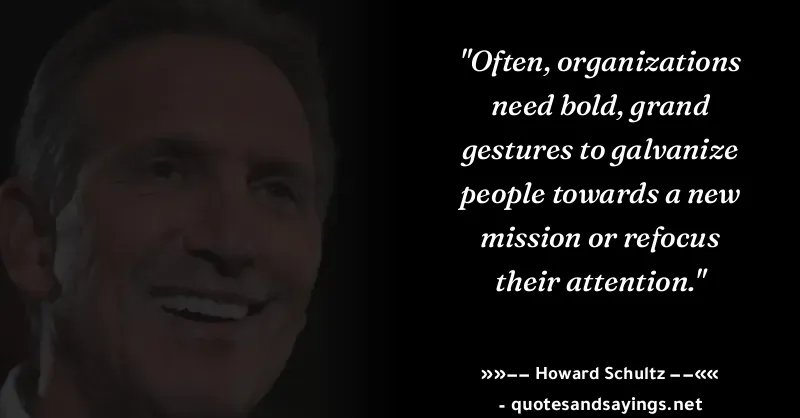 "Often, organizations
need bold, grand
gestures to galvanize
people towards a new
mission or refocus
their attention."
»»–– Howard Schultz ––««
- quotesandsayings.net